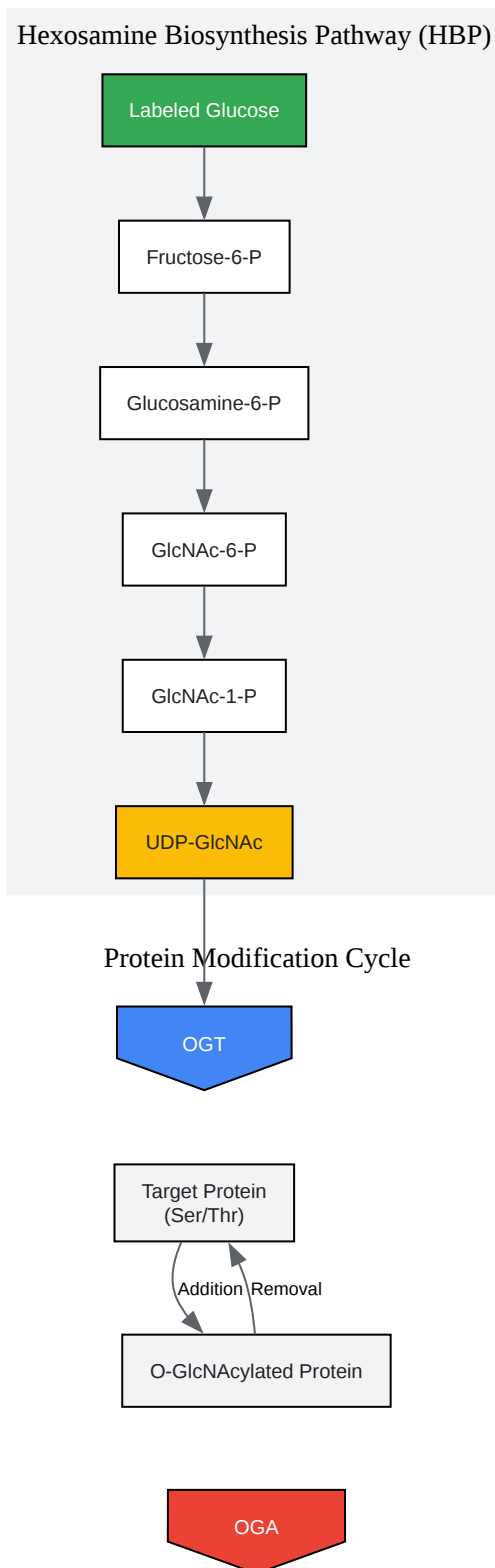 Hexosamine Biosynthesis Pathway (HBP)
Labeled Glucose
Fructose-6-P
Glucosamine-6-P
GlcNAc-6-P
GlcNAc-1-P
UDP-GlcNAc
Protein Modification Cycle
OGT
Target Protein
(Ser/Thr)
Addition
Removal
O-GlcNAcylated Protein
OGA